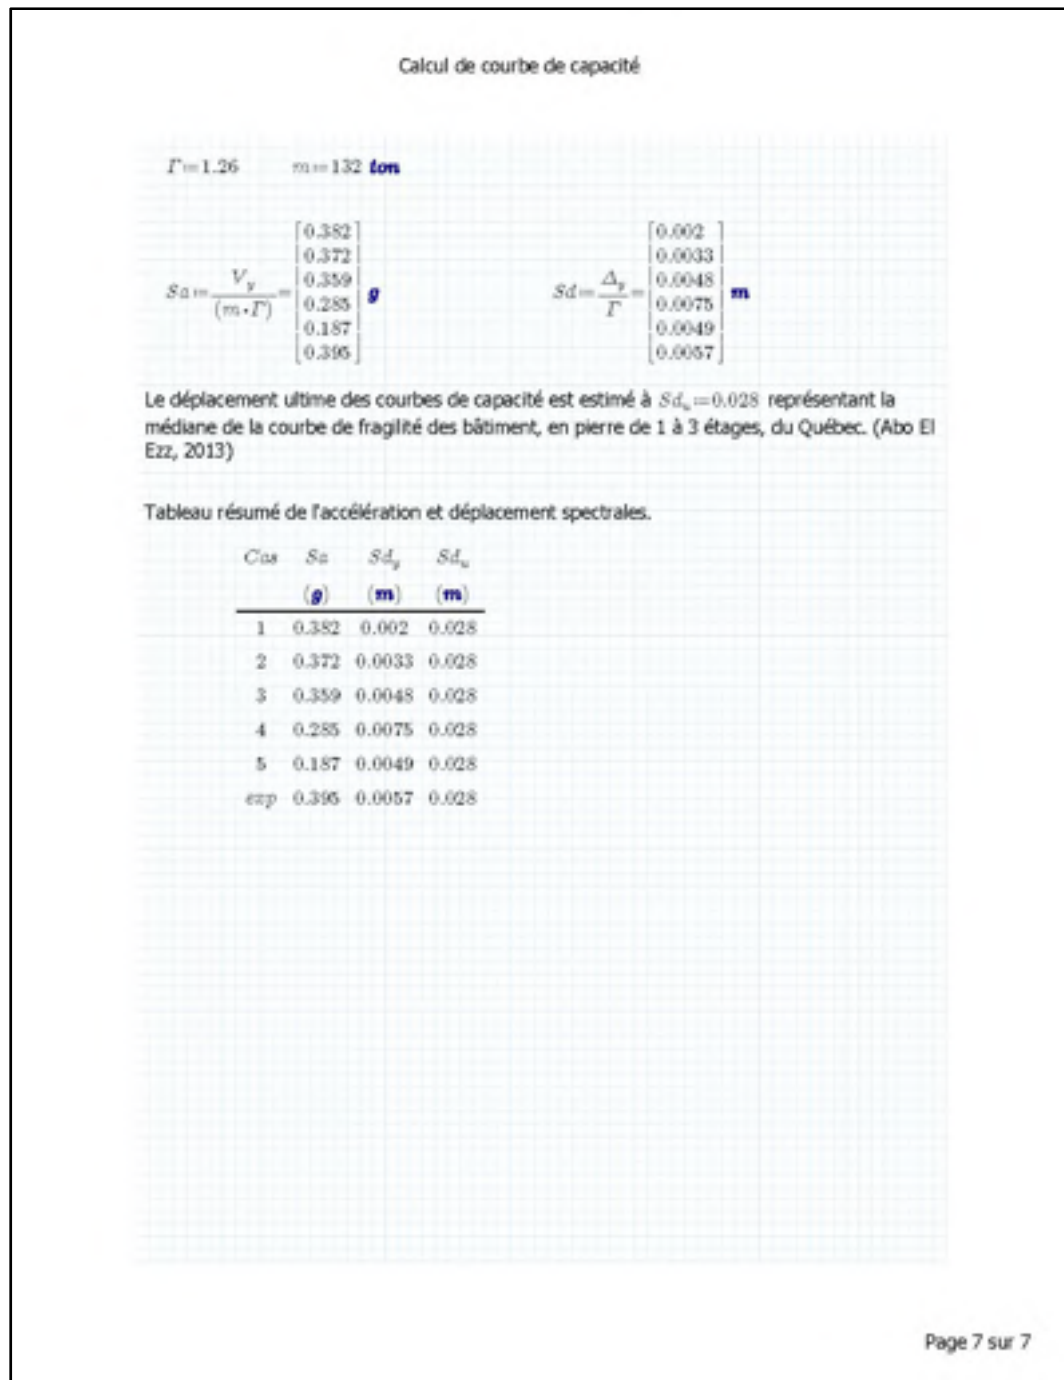 Calcul de courbe de capacité
Γ≔1.26 m≔132 ton
Sa≔V_y/(m·Γ)=[0.382 0.372 0.359 0.285 0.187 0.395] g Sd≔Δ_y/Γ=[0.002 0.0033 0.0048 0.0075 0.0049 0.0057] m
Le déplacement ultime des courbes de capacité est estimé à Sd_u≔0.028 représentant la
médiane de la courbe de fragilité des bâtiment, en pierre de 1 à 3 étages, du Québec. (Abo El
Ezz, 2013)
Tableau résumé de l'accélération et déplacement spectrales.
Cas Sa Sd_y Sd_u
(g) (m) (m)
1 0.382 0.002 0.028
2 0.372 0.0033 0.028
3 0.359 0.0048 0.028
4 0.285 0.0075 0.028
5 0.187 0.0049 0.028
exp 0.395 0.0057 0.028
Page 7 sur 7